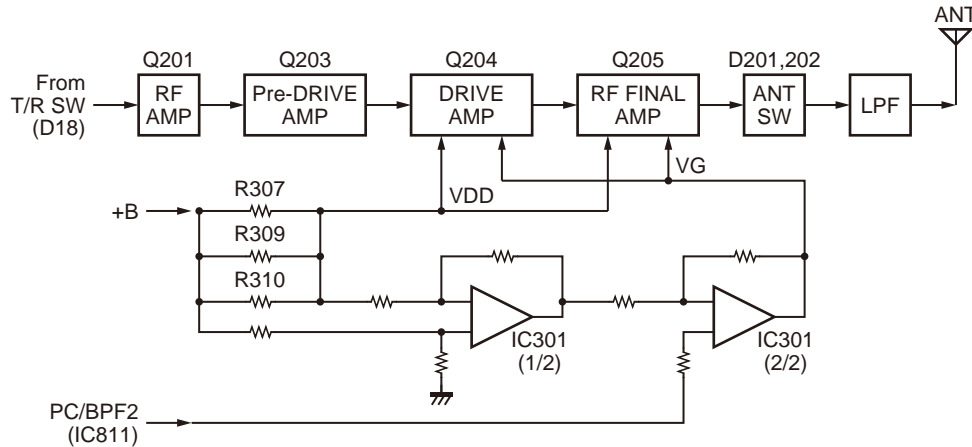 ANT
Q201
Q203
Q204
Q205
D201,202
From
T/R SW
(D18)
RF
AMP
Pre-DRIVE
AMP
DRIVE
AMP
RF FINAL
AMP
ANT
SW
LPF
VG
VDD
+B
R307
R309
R310
IC301
(1/2)
IC301
(2/2)
PC/BPF2
(IC811)